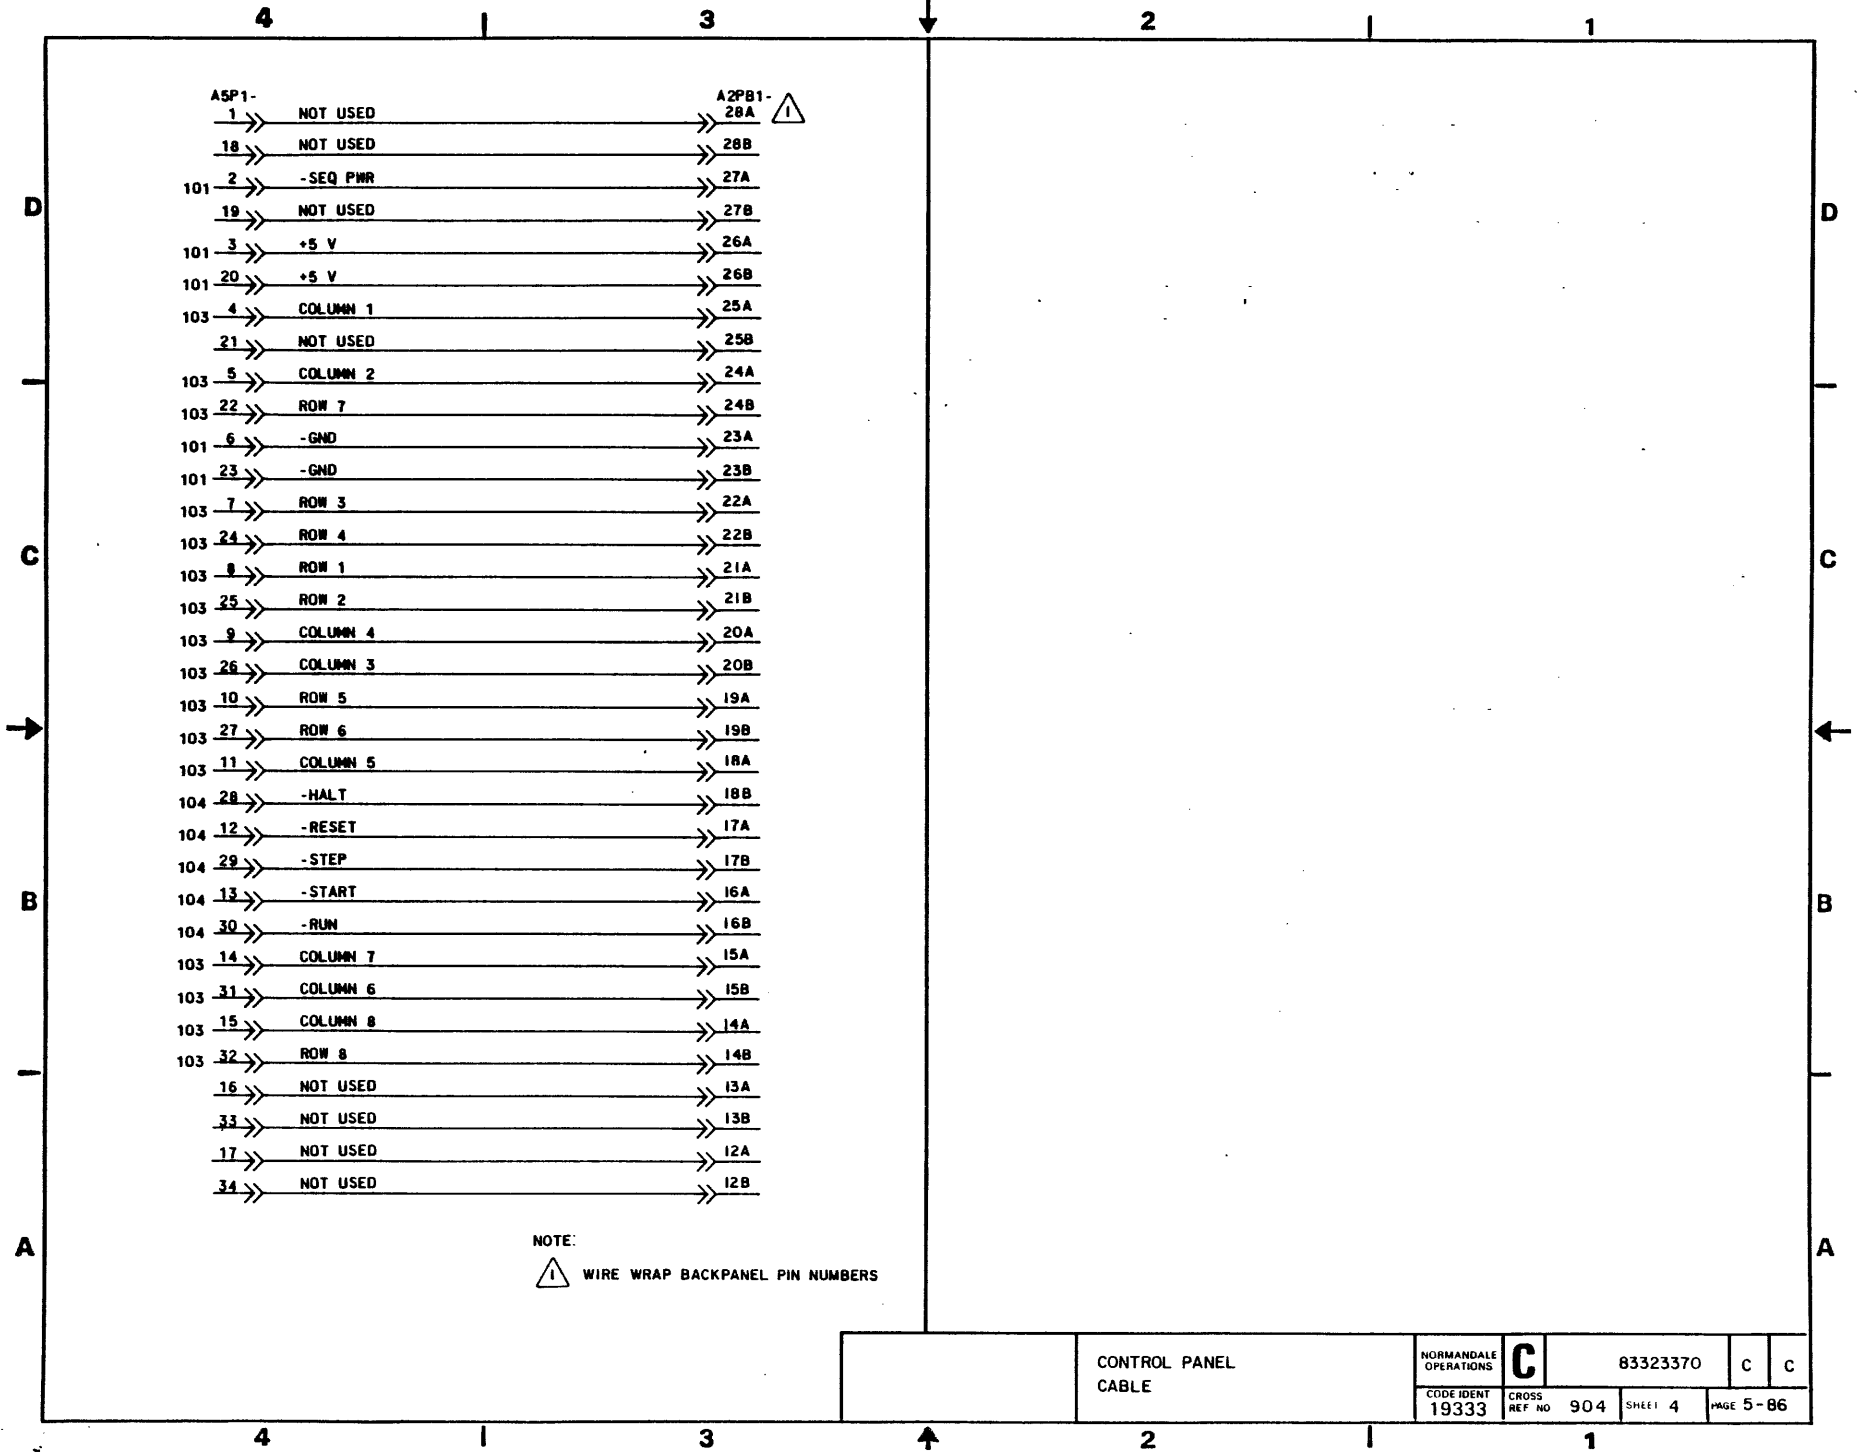 4 3 2 1
A5P1- A2PB1-
1 NOT USED 28A 1
18 NOT USED 28B
101 2 -SEQ PWR 27A
19 NOT USED 27B
101 3 +5 V 26A
101 20 +5 V 26B
103 4 COLUMN 1 25A
21 NOT USED 25B
103 5 COLUMN 2 24A
103 22 ROW 7 24B
101 6 -GND 23A
101 23 -GND 23B
103 7 ROW 3 22A
103 24 ROW 4 22B
103 8 ROW 1 21A
103 25 ROW 2 21B
103 9 COLUMN 4 20A
103 26 COLUMN 3 20B
103 10 ROW 5 19A
103 27 ROW 6 19B
103 11 COLUMN 5 18A
104 28 -HALT 18B
104 12 -RESET 17A
104 29 -STEP 17B
104 13 -START 16A
104 30 -RUN 16B
103 14 COLUMN 7 15A
103 31 COLUMN 6 15B
103 15 COLUMN 8 14A
103 32 ROW 8 14B
16 NOT USED 13A
33 NOT USED 13B
17 NOT USED 12A
34 NOT USED 12B
D D
C C
B B
A A
NOTE:
1 WIRE WRAP BACKPANEL PIN NUMBERS
CONTROL PANEL
CABLE
NORMANDALE
OPERATIONS
C 83323370 C C
CODE IDENT
19333
CROSS
REF NO 904 SHEET 4 PAGE 5-86
4 3 2 1